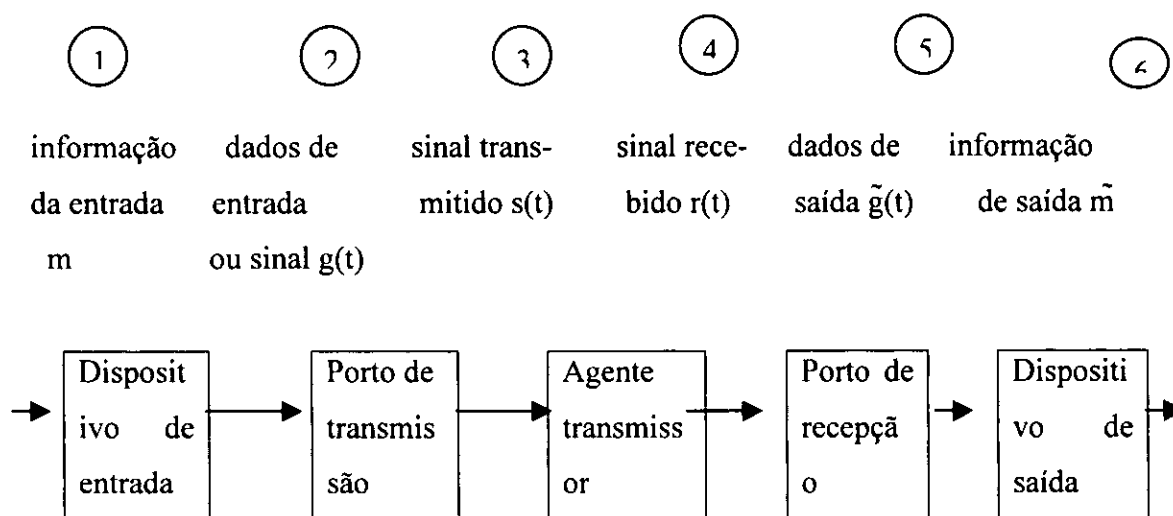 1 2 3 4 5 6
informação dados de sinal trans- sinal rece- dados de informação
da entrada entrada mitido s(t) bido r(t) saída g̃(t) de saída m̃
m ou sinal g(t)
Disposit Porto de Agente Porto de Dispositi
ivo de transmis transmiss recepçã vo de
entrada são or o saída